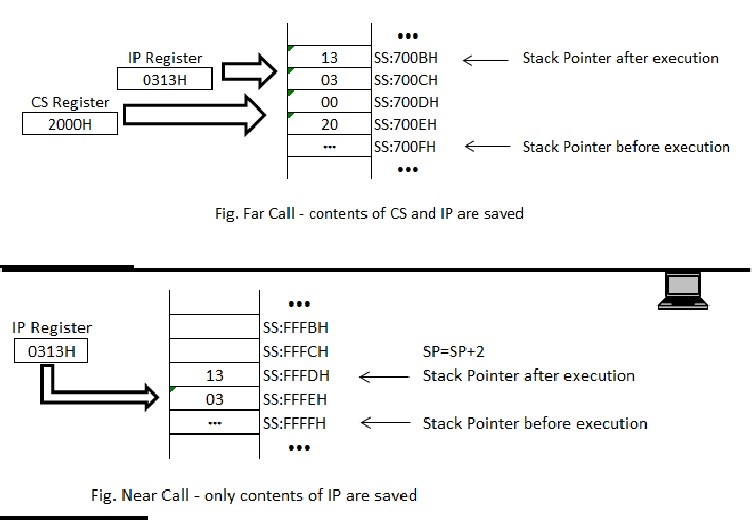 •••
IP Register
0313H
CS Register
2000H
13 SS:700BH Stack Pointer after execution
03 SS:700CH
00 SS:700DH
20 SS:700EH
... SS:700FH Stack Pointer before execution
•••
Fig. Far Call - contents of CS and IP are saved
•••
IP Register
0313H
SS:FFFBH
SS:FFFCH SP=SP+2
13 SS:FFFDH Stack Pointer after execution
03 SS:FFFEH
... SS:FFFFH Stack Pointer before execution
•••
Fig. Near Call - only contents of IP are saved